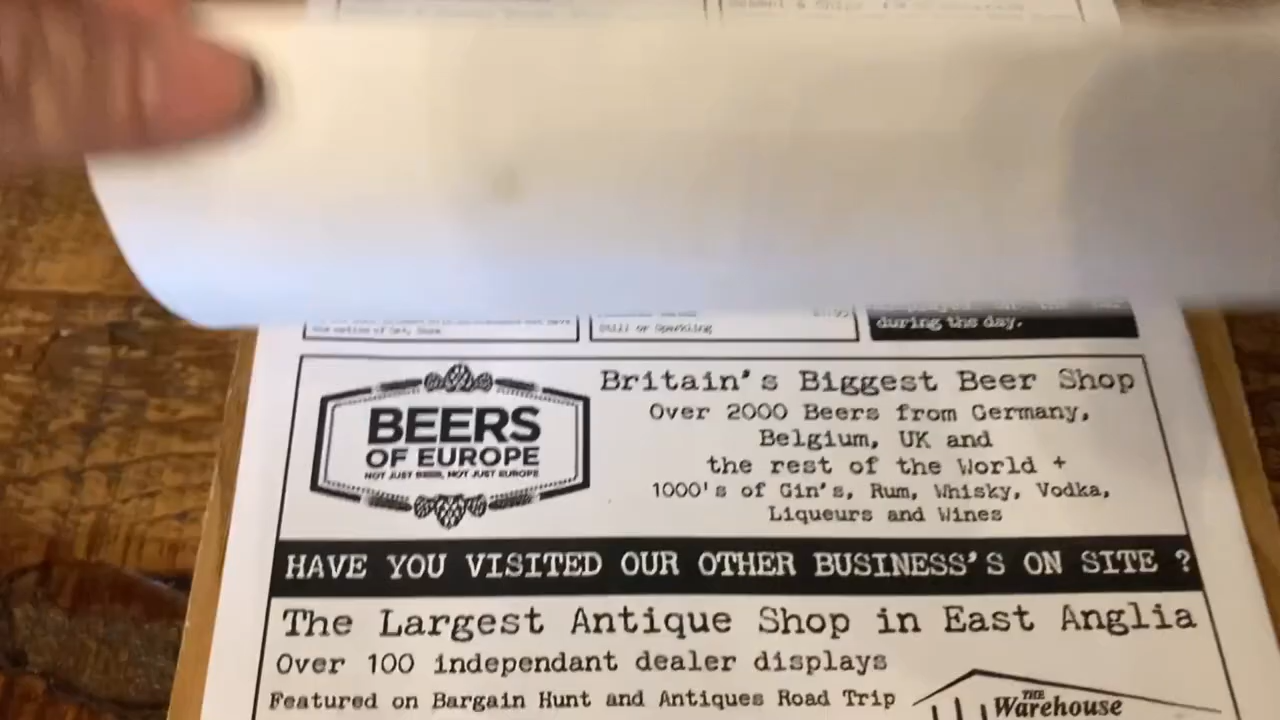 Still or Sparkling
during the day.
BEERS
OF EUROPE
NOT JUST BEER, NOT JUST EUROPE
Britain's Biggest Beer Shop
Over 2000 Beers from Germany,
Belgium, UK and
the rest of the World +
1000's of Gin's, Rum, Whisky, Vodka,
Liqueurs and Wines
HAVE YOU VISITED OUR OTHER BUSINESS'S ON SITE ?
The Largest Antique Shop in East Anglia
Over 100 independant dealer displays
Featured on Bargain Hunt and Antiques Road Trip
THE
Warehouse